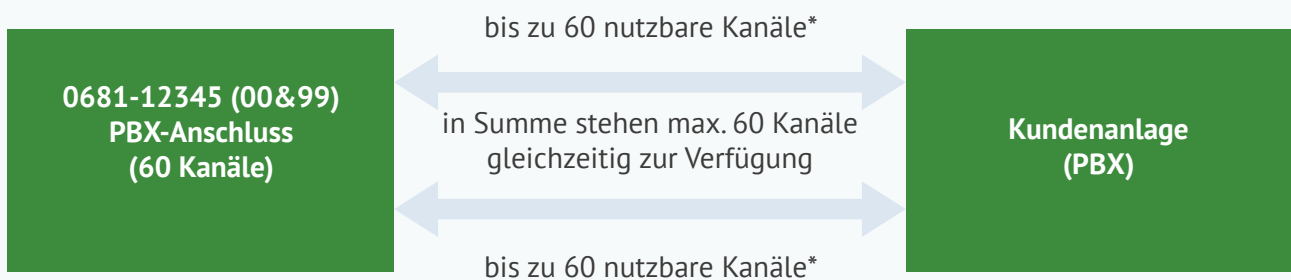 bis zu 60 nutzbare Kanäle*
0681-12345 (00&99)
PBX-Anschluss
(60 Kanäle)
in Summe stehen max. 60 Kanäle
gleichzeitig zur Verfügung
Kundenanlage
(PBX)
bis zu 60 nutzbare Kanäle*